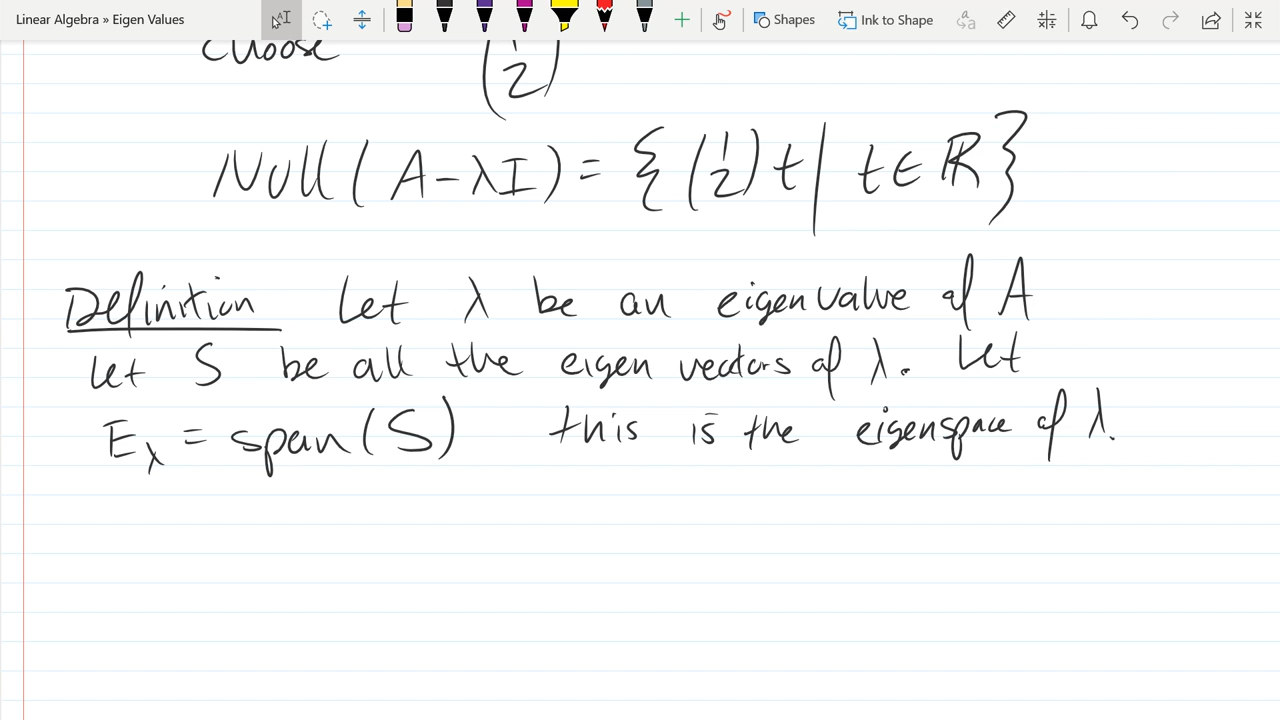 Linear Algebra » Eigen Values
Shapes
Ink to Shape
choose (1 2)
Null(A-λI) = {(1 2)t | t∈ℝ}
Definition Let λ be an eigenvalue of A
Let S be all the eigen vectors of λ. Let
E_λ = span(S) this is the eigenspace of λ.